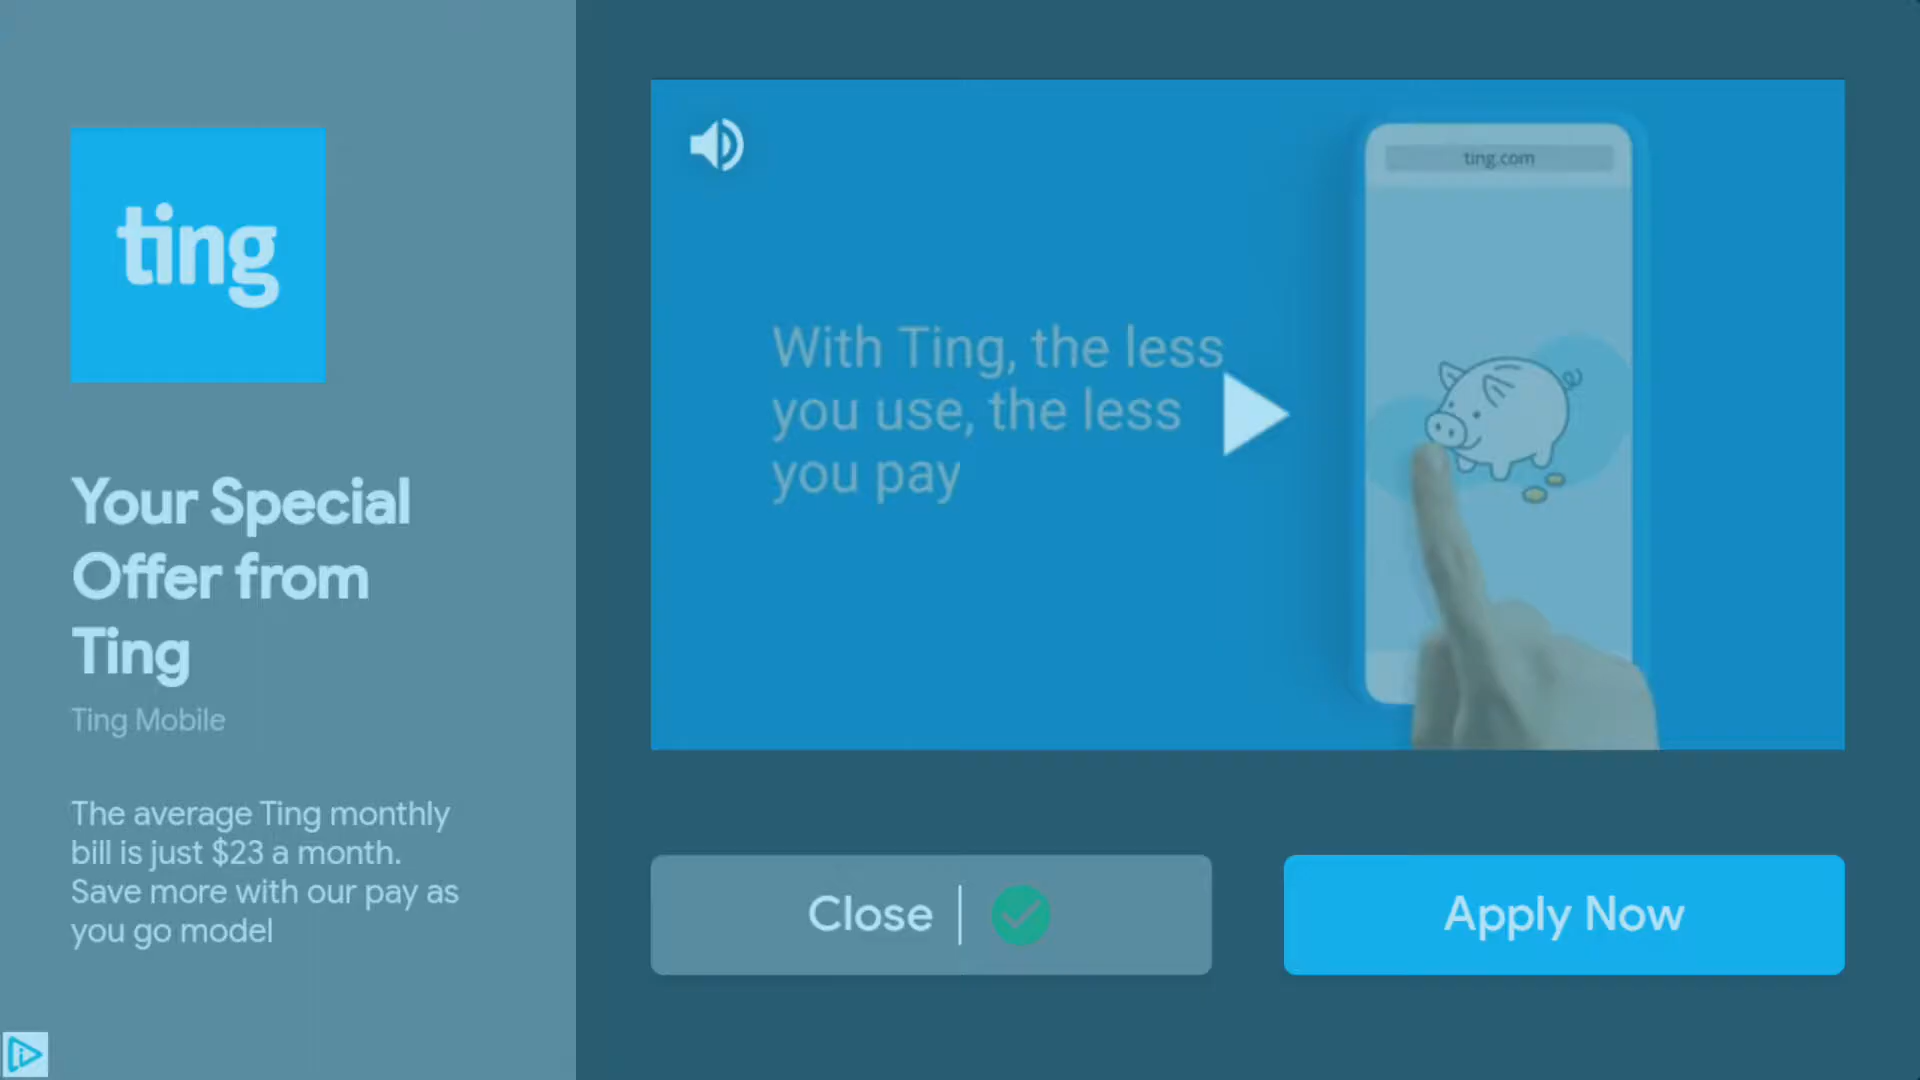 ting
Your Special
Offer from
Ting
Ting Mobile
The average Ting monthly
bill is just $23 a month.
Save more with our pay as
you go model
ting.com
With Ting, the less
you use, the less
you pay
Close
Apply Now